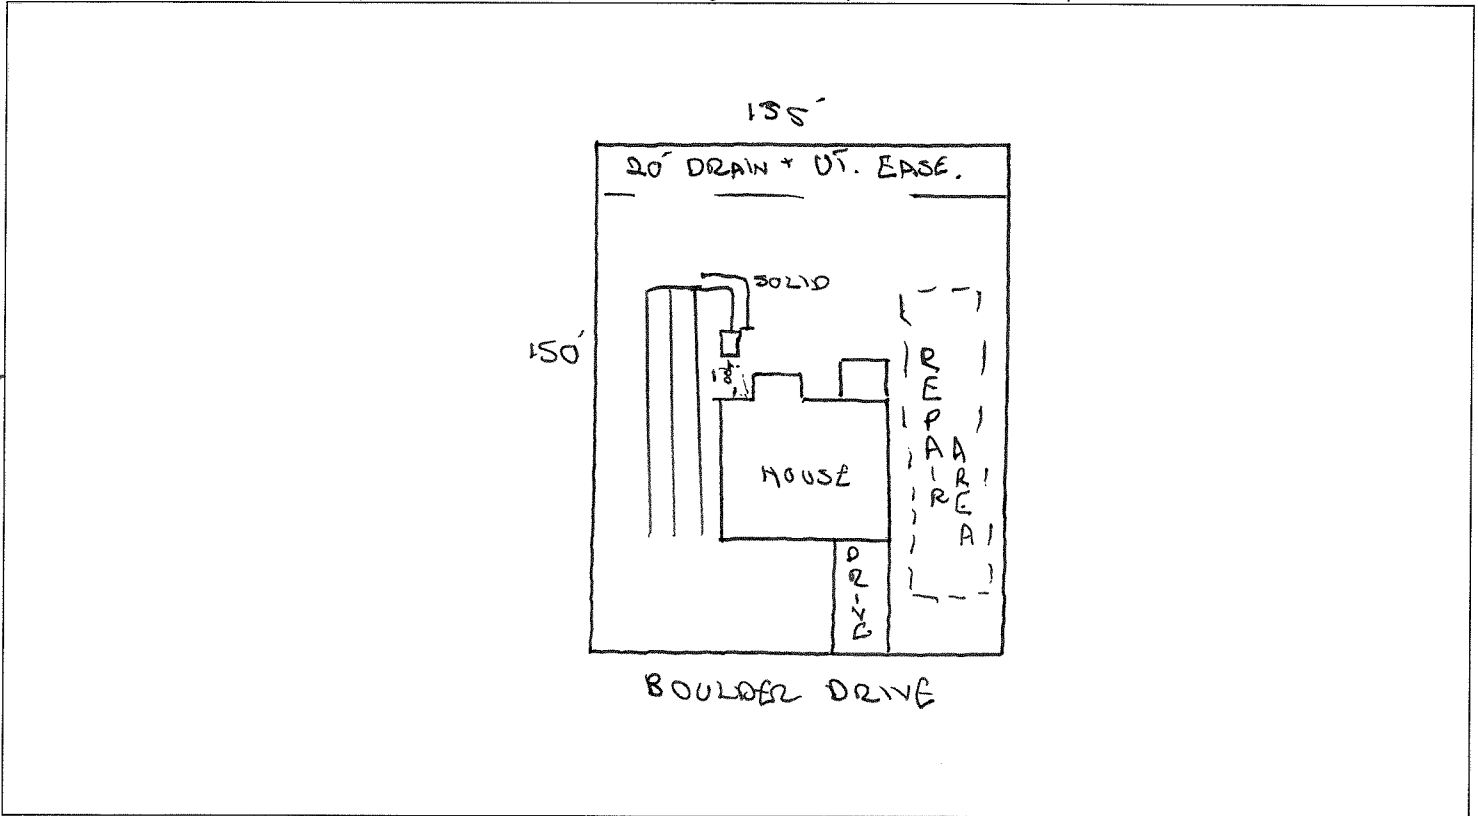 135'
20' DRAIN + UT. EASE.
SOLID
150'
REPAIR
AREA
HOUSE
DRIVE
BOULDER DRIVE